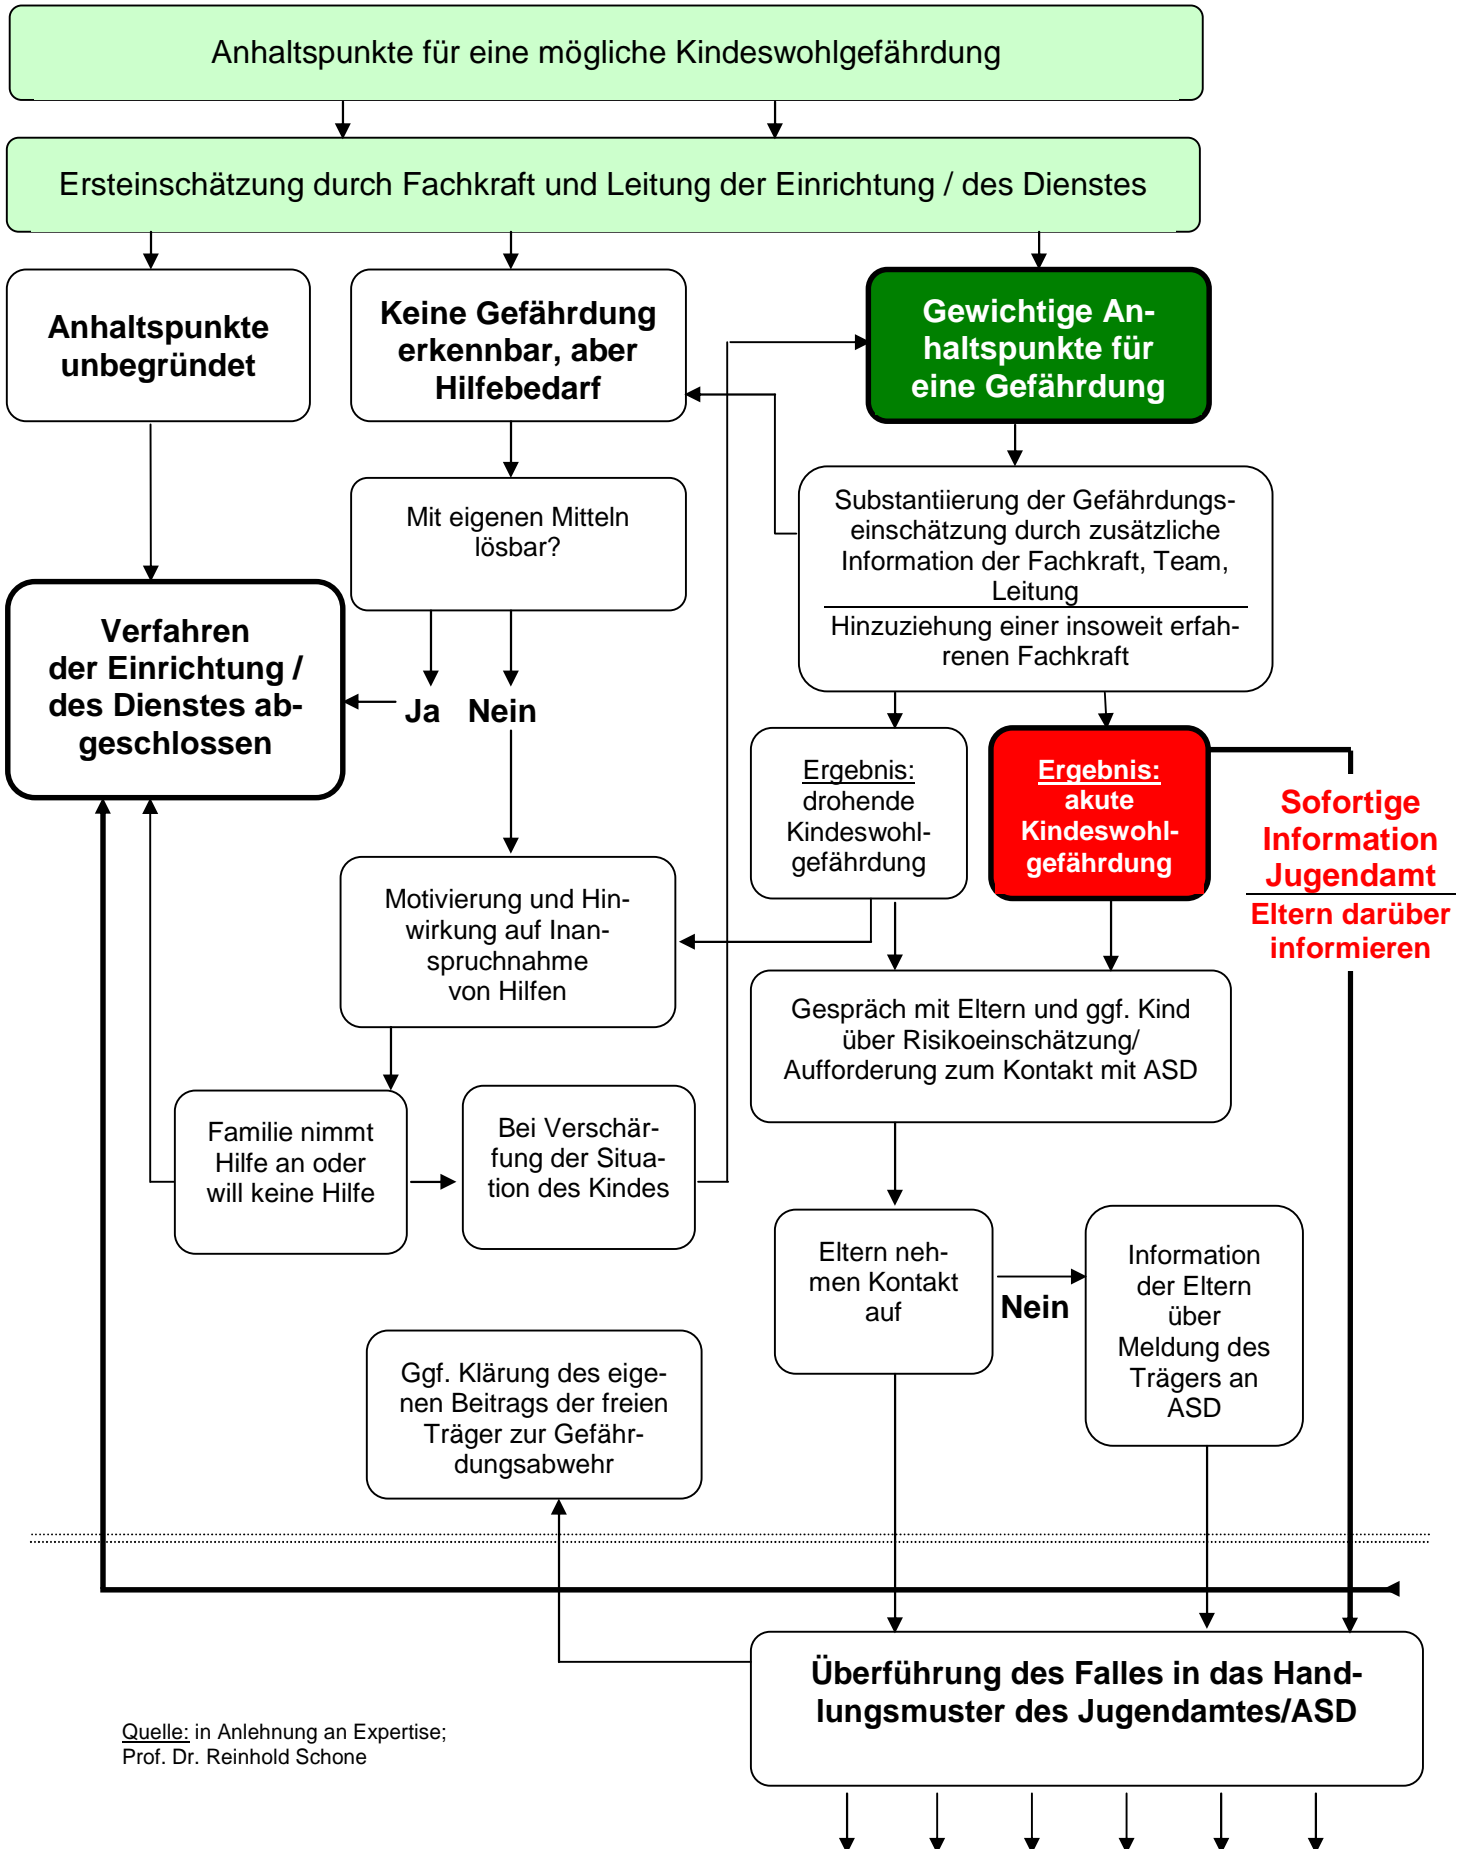 Anhaltspunkte für eine mögliche Kindeswohlgefährdung
Ersteinschätzung durch Fachkraft und Leitung der Einrichtung / des Dienstes
Anhaltspunkte
unbegründet
Keine Gefährdung
erkennbar, aber
Hilfebedarf
Gewichtige An-
haltspunkte für
eine Gefährdung
Mit eigenen Mitteln
lösbar?
Substantiierung der Gefährdungs-
einschätzung durch zusätzliche
Information der Fachkraft, Team,
Leitung
Hinzuziehung einer insoweit erfah-
renen Fachkraft
Verfahren
der Einrichtung /
des Dienstes ab-
geschlossen
Ja Nein
Ergebnis:
drohende
Kindeswohl-
gefährdung
Ergebnis:
akute
Kindeswohl-
gefährdung
Sofortige
Information
Jugendamt
Eltern darüber
informieren
Motivierung und Hin-
wirkung auf Inan-
spruchnahme
von Hilfen
Gespräch mit Eltern und ggf. Kind
über Risikoeinschätzung/
Aufforderung zum Kontakt mit ASD
Familie nimmt
Hilfe an oder
will keine Hilfe
Bei Verschär-
fung der Situa-
tion des Kindes
Eltern neh-
men Kontakt
auf
Nein
Information
der Eltern
über
Meldung des
Trägers an
ASD
Ggf. Klärung des eige-
nen Beitrags der freien
Träger zur Gefähr-
dungsabwehr
Überführung des Falles in das Hand-
lungsmuster des Jugendamtes/ASD
Quelle: in Anlehnung an Expertise;
Prof. Dr. Reinhold Schone